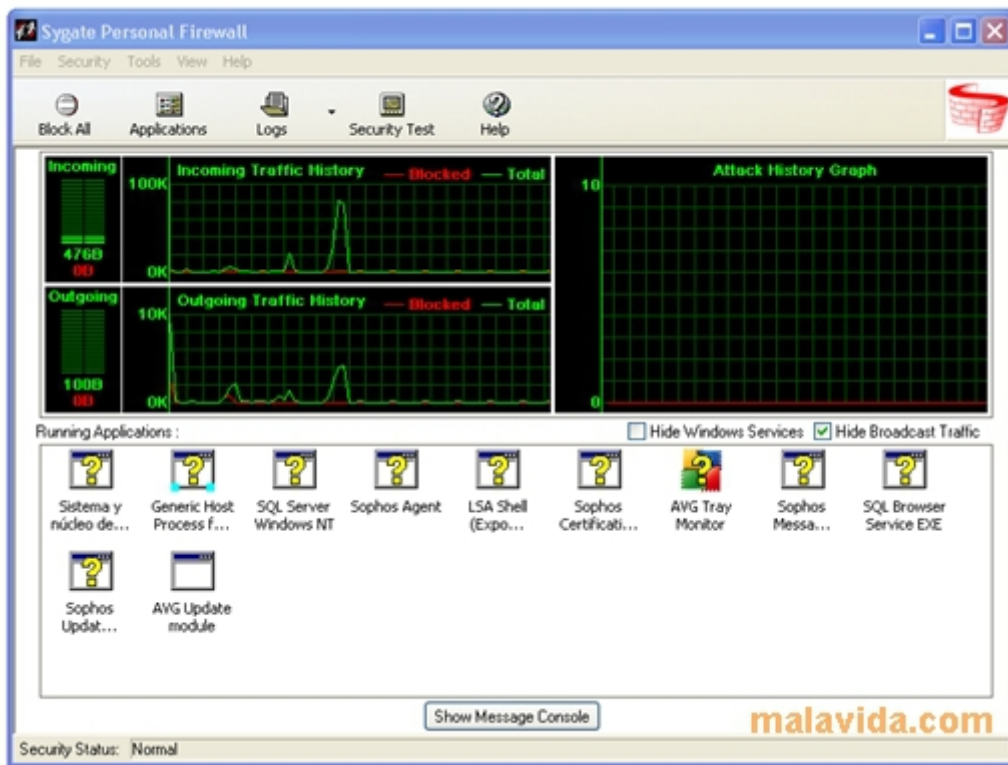 Sygate Personal Firewall
File Security Tools View Help
Block All Applications Logs Security Test Help
Incoming
476B
0B
Incoming Traffic History Blocked Total
100K
0K
Outgoing
100B
0B
Outgoing Traffic History Blocked Total
10K
0K
Attack History Graph
10
0
Running Applications :
Hide Windows Services Hide Broadcast Traffic
Sistema y
núcleo de...
Generic Host
Process f...
SQL Server
Windows NT
Sophos Agent
LSA Shell
(Expo...
Sophos
Certificati...
AVG Tray
Monitor
Sophos
Messa...
SQL Browser
Service EXE
Sophos
Updat...
AVG Update
module
Show Message Console
malavida.com
Security Status: Normal